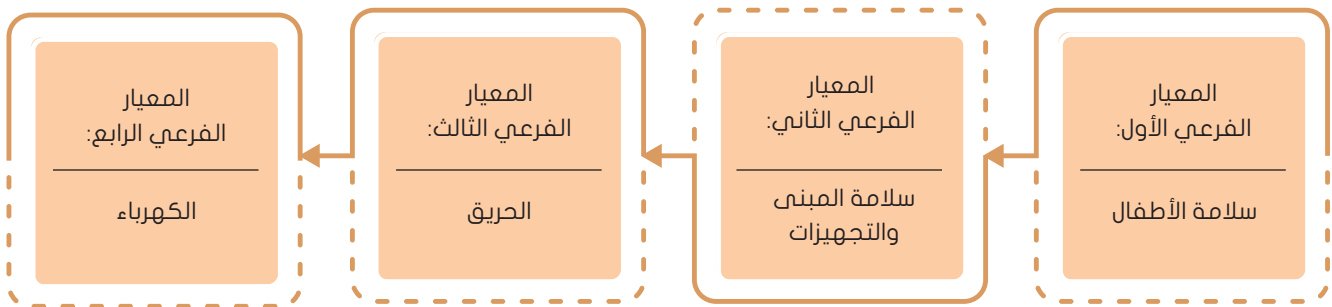 المعيار
الفرعي الأول:
سلامة الأطفال
المعيار
الفرعي الثاني:
سلامة المبنى
والتجهيزات
المعيار
الفرعي الثالث:
الحريق
المعيار
الفرعي الرابع:
الكهرباء